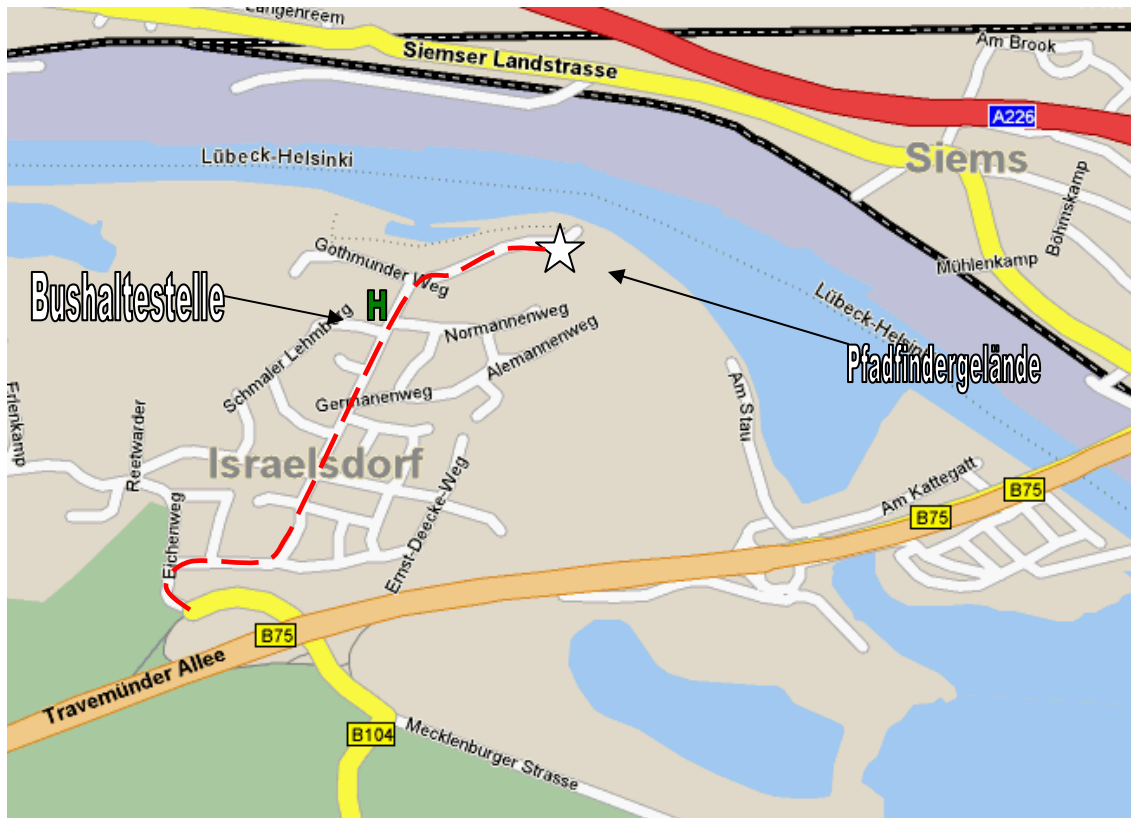 Langenreem
Siemser Landstrasse
Am Brook
A226
Siems
Lübeck-Helsinki
Böhmskamp
Gothmunder Weg
Mühlenkamp
Bushaltestelle
H
Lübeck-Helsinki
Normannenweg
Schmaler Lehmberg
Alemannenweg
Pfadfindergelände
Erlenkamp
Germanenweg
Am Stau
Reetwarder
Israelsdorf
Ernst-Deecke-Weg
Am Kattegatt
B75
B75
Eichenweg
B75
Travemünder Allee
B104
Mecklenburger Strasse